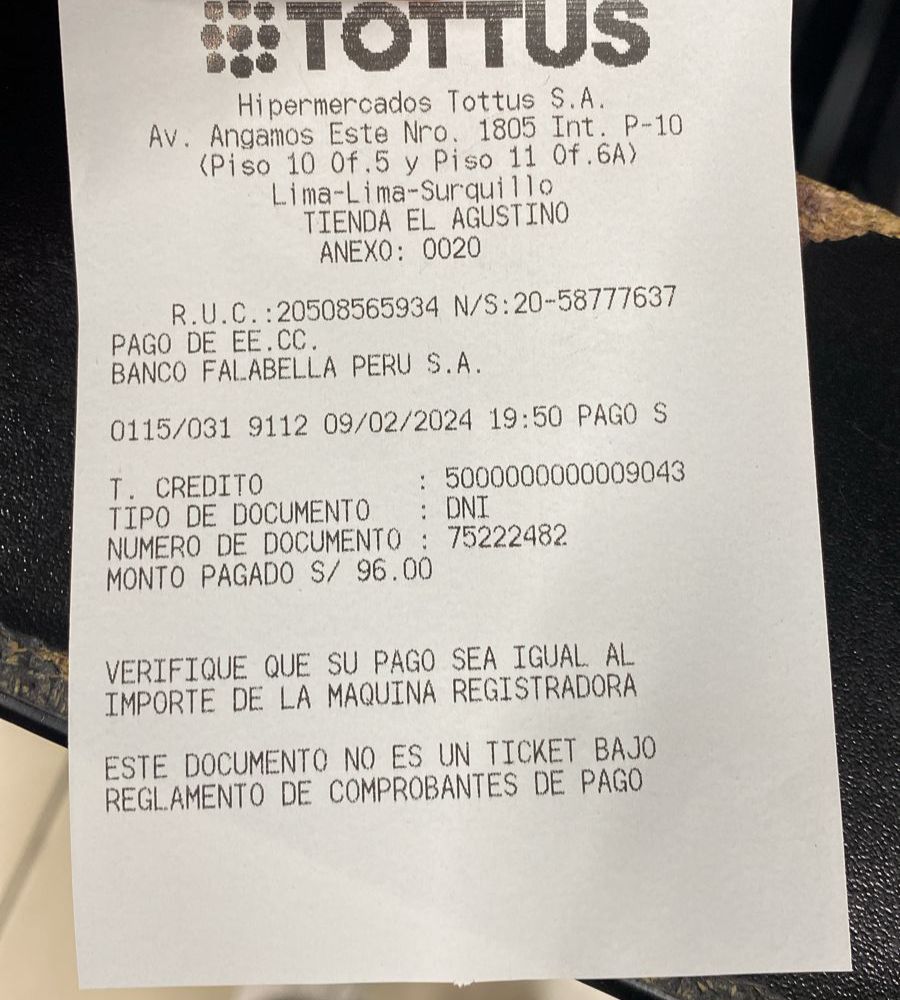 TOTTUS
Hipermercados Tottus S.A.
Av. Angamos Este Nro. 1805 Int. P-10
(Piso 10 Of.5 y Piso 11 Of.6A)
Lima-Lima-Surquillo
TIENDA EL AGUSTINO
ANEXO: 0020
R.U.C.:20508565934 N/S:20-58777637
PAGO DE EE.CC.
BANCO FALABELLA PERU S.A.
0115/031 9112 09/02/2024 19:50 PAGO S
T. CREDITO : 5000000000009043
TIPO DE DOCUMENTO : DNI
NUMERO DE DOCUMENTO : 75222482
MONTO PAGADO S/ 96.00
VERIFIQUE QUE SU PAGO SEA IGUAL AL
IMPORTE DE LA MAQUINA REGISTRADORA
ESTE DOCUMENTO NO ES UN TICKET BAJO
REGLAMENTO DE COMPROBANTES DE PAGO